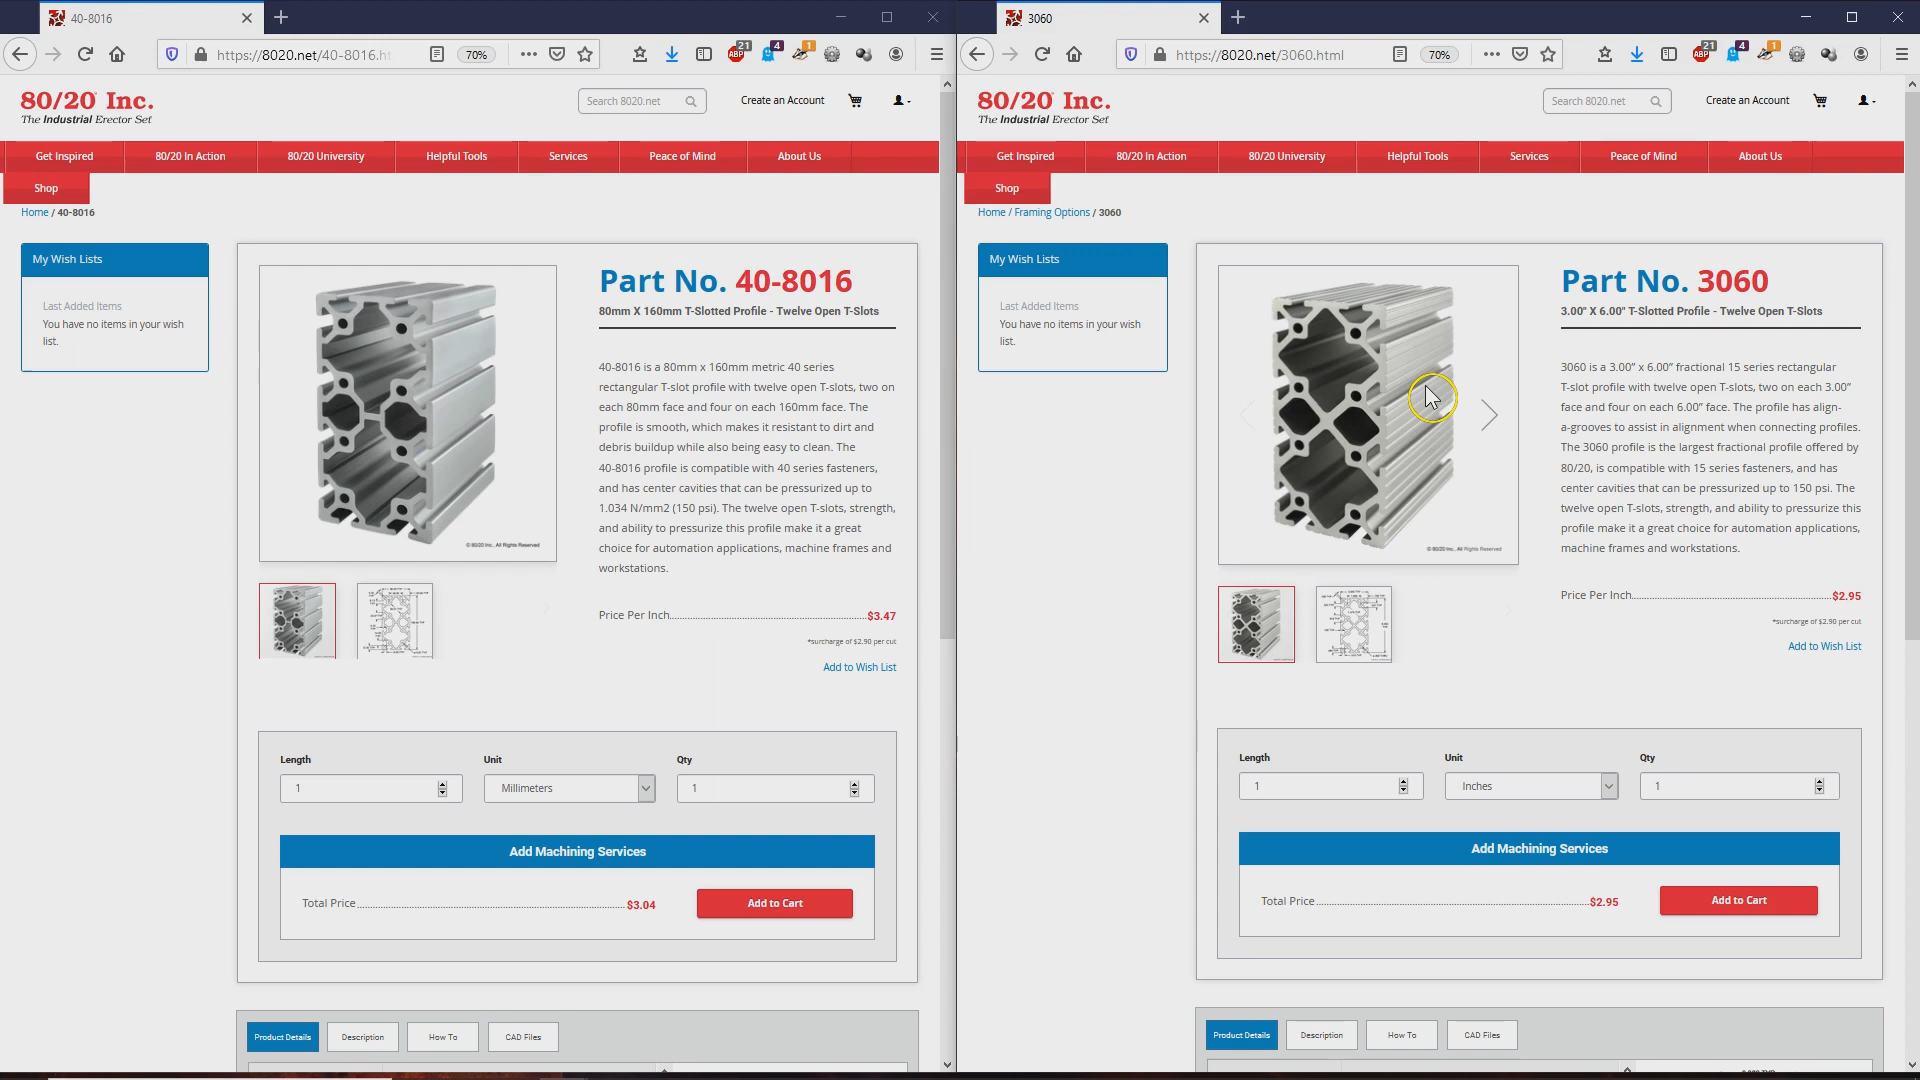 40-8016
https://8020.net/40-8016.ht
70%
21
4
1
80/20 Inc.
The Industrial Erector Set
Search 8020.net
Create an Account
Get Inspired
80/20 In Action
80/20 University
Helpful Tools
Services
Peace of Mind
About Us
Shop
Home / 40-8016
My Wish Lists
Last Added Items
You have no items in your wish
list.
© 80/20 Inc., All Rights Reserved
Part No. 40-8016
80mm X 160mm T-Slotted Profile - Twelve Open T-Slots
40-8016 is a 80mm x 160mm metric 40 series
rectangular T-slot profile with twelve open T-slots, two on
each 80mm face and four on each 160mm face. The
profile is smooth, which makes it resistant to dirt and
debris buildup while also being easy to clean. The
40-8016 profile is compatible with 40 series fasteners,
and has center cavities that can be pressurized up to
1.034 N/mm2 (150 psi). The twelve open T-slots, strength,
and ability to pressurize this profile make it a great
choice for automation applications, machine frames and
workstations.
Price Per Inch $3.47
*surcharge of $2.90 per cut
Add to Wish List
Length Unit Qty
1 Millimeters 1
Add Machining Services
Total Price $3.04
Add to Cart
Product Details
Description
How To
CAD Files
3060
https://8020.net/3060.html
70%
21
4
1
80/20 Inc.
The Industrial Erector Set
Search 8020.net
Create an Account
Get Inspired
80/20 In Action
80/20 University
Helpful Tools
Services
Peace of Mind
About Us
Shop
Home / Framing Options / 3060
My Wish Lists
Last Added Items
You have no items in your wish
list.
© 80/20 Inc., All Rights Reserved
Part No. 3060
3.00" X 6.00" T-Slotted Profile - Twelve Open T-Slots
3060 is a 3.00” x 6.00” fractional 15 series rectangular
T-slot profile with twelve open T-slots, two on each 3.00”
face and four on each 6.00” face. The profile has align-
a-grooves to assist in alignment when connecting profiles.
The 3060 profile is the largest fractional profile offered by
80/20, is compatible with 15 series fasteners, and has
center cavities that can be pressurized up to 150 psi. The
twelve open T-slots, strength, and ability to pressurize this
profile make it a great choice for automation applications,
machine frames and workstations.
Price Per Inch $2.95
*surcharge of $2.90 per cut
Add to Wish List
Length Unit Qty
1 Inches 1
Add Machining Services
Total Price $2.95
Add to Cart
Product Details
Description
How To
CAD Files